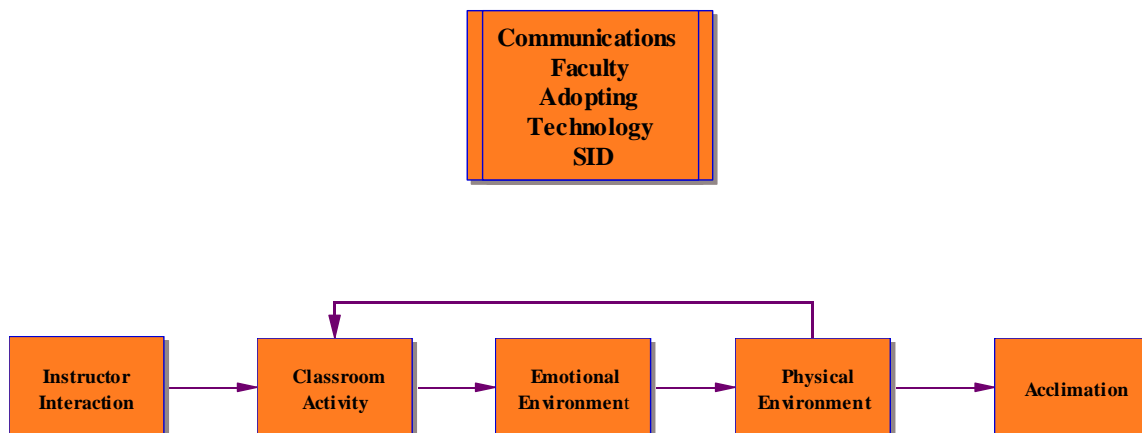 Communications
Faculty
Adopting
Technology
SID
Instructor
Interaction
Classroom
Activity
Emotional
Environment
Physical
Environment
Acclimation